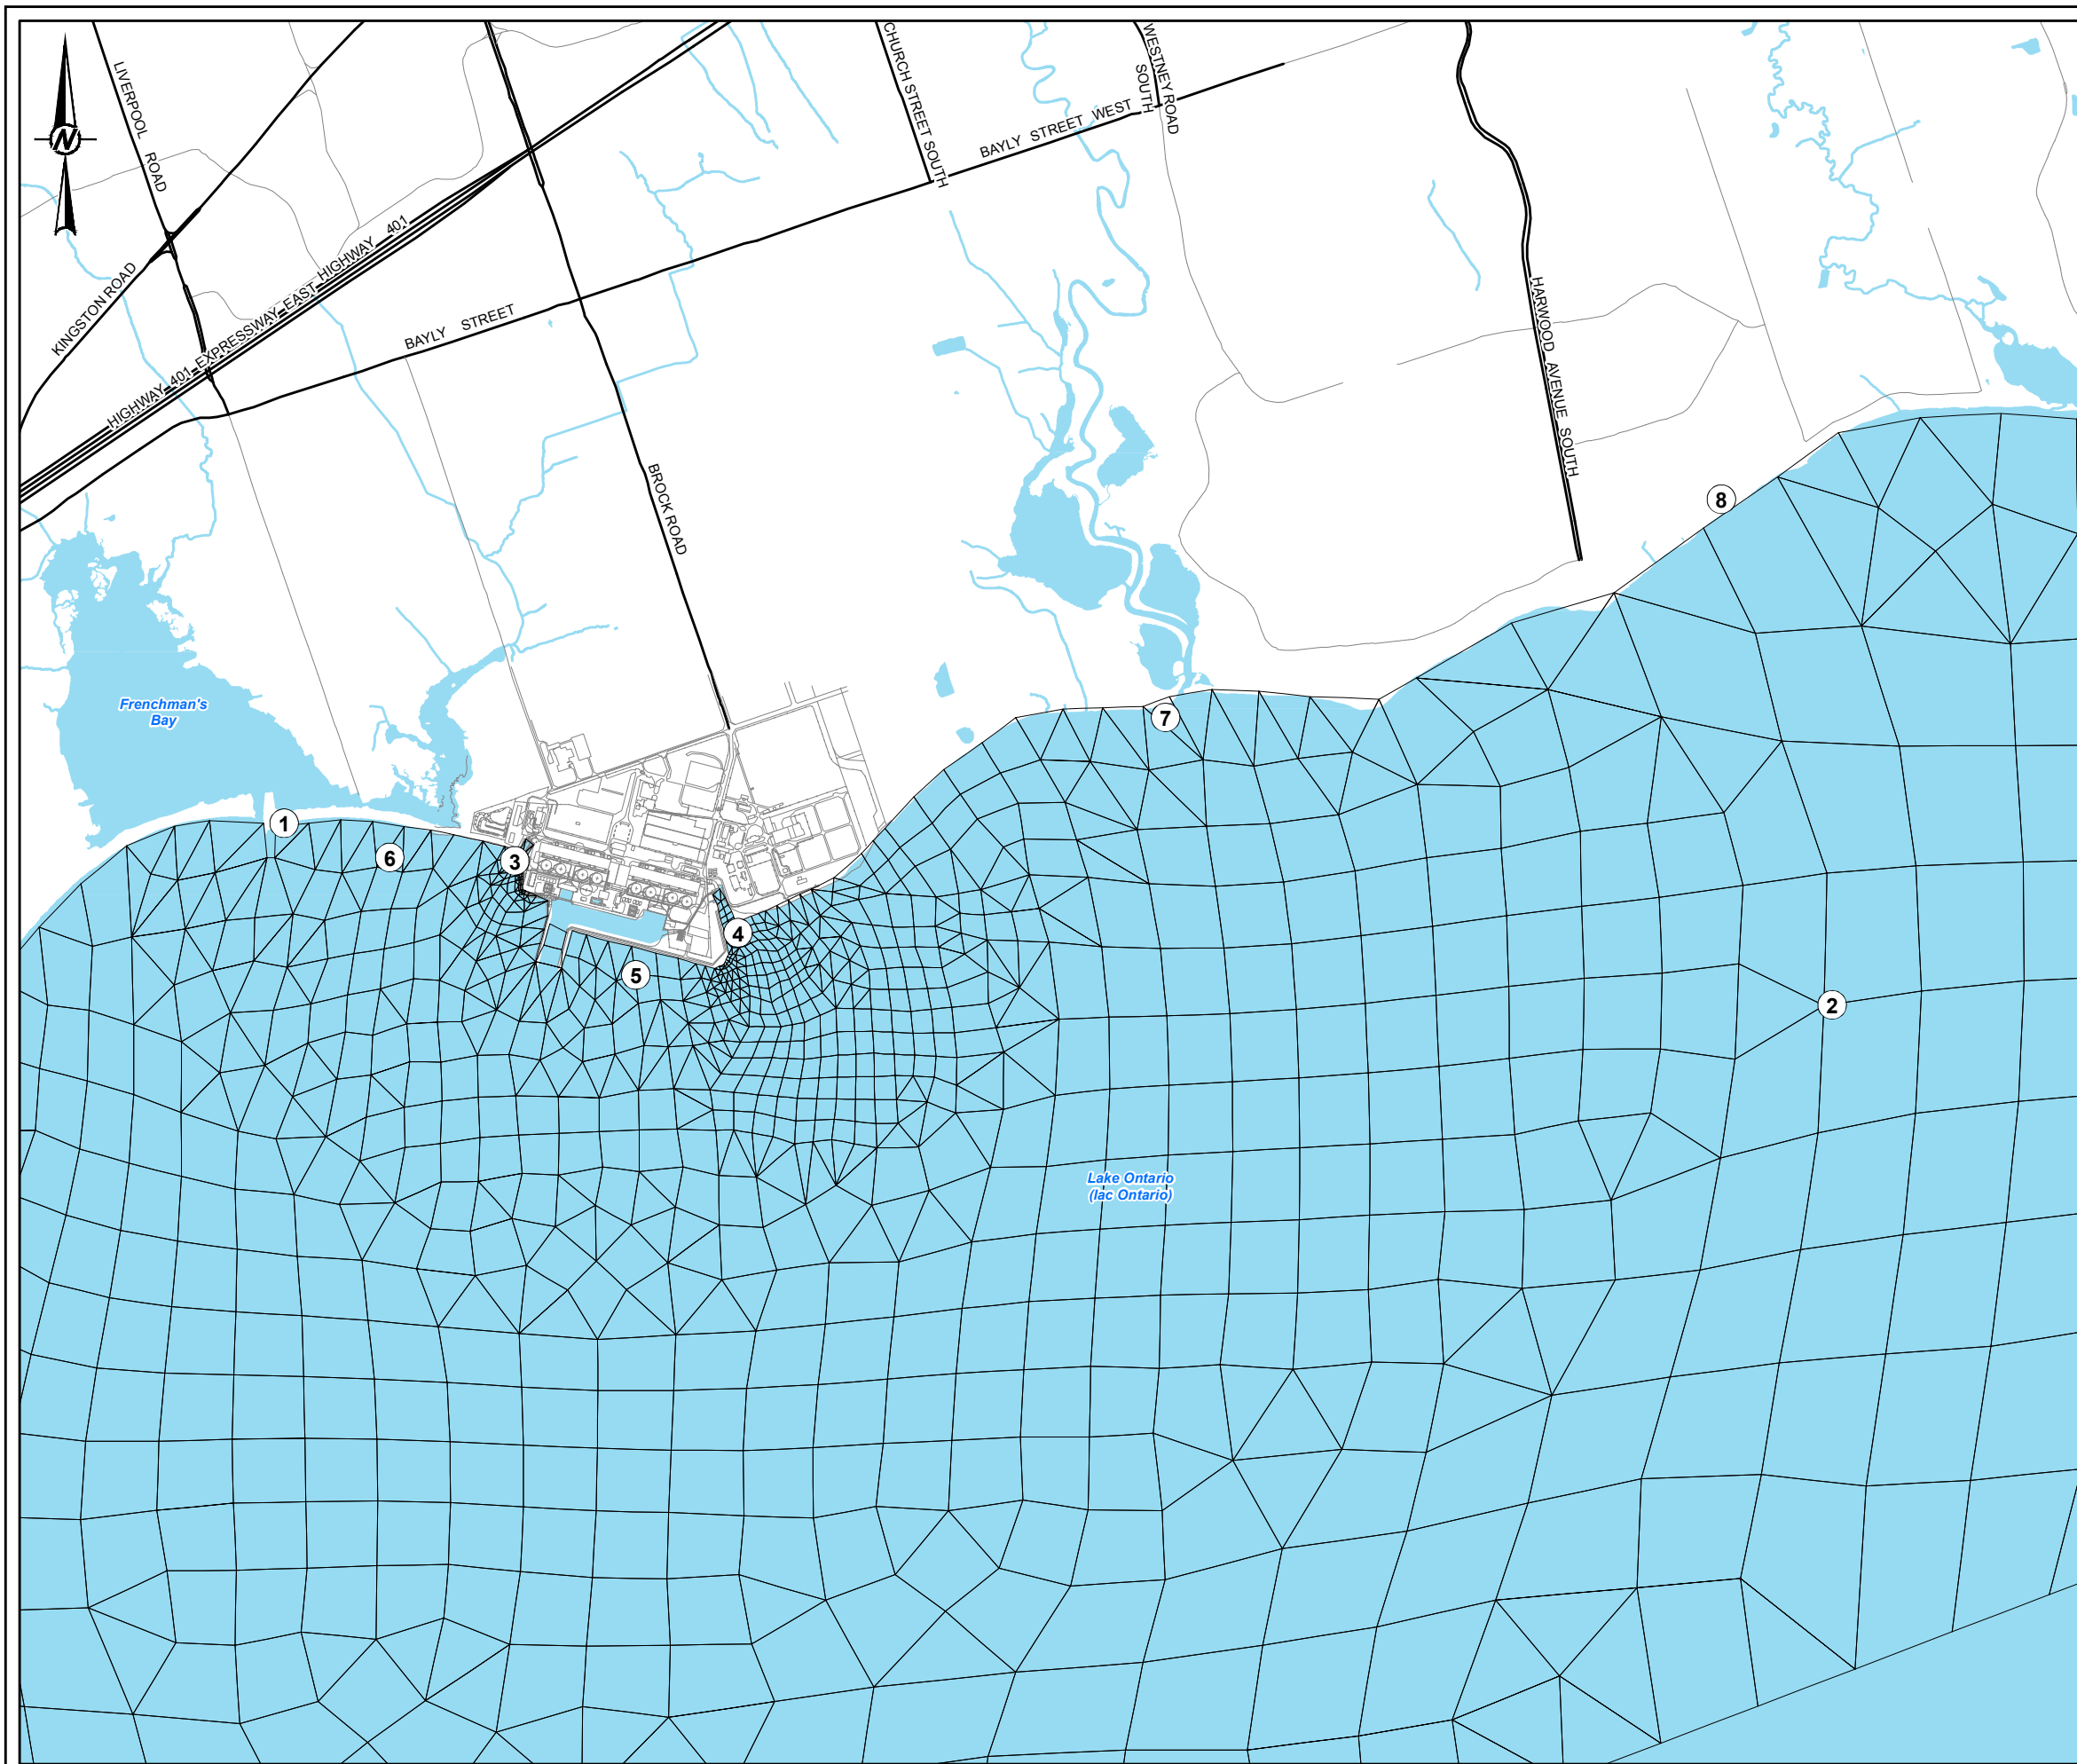 N
LIVERPOOL ROAD
CHURCH STREET SOUTH
WESTNEY ROAD
SOUTH
BAYLY STREET WEST
KINGSTON ROAD
HIGHWAY 401 EXPRESSWAY EAST HIGHWAY 401
BAYLY STREET
HARWOOD AVENUE SOUTH
BROCK ROAD
8
Frenchman's
Bay
7
1
6
3
4
5
2
Lake Ontario
(lac Ontario)